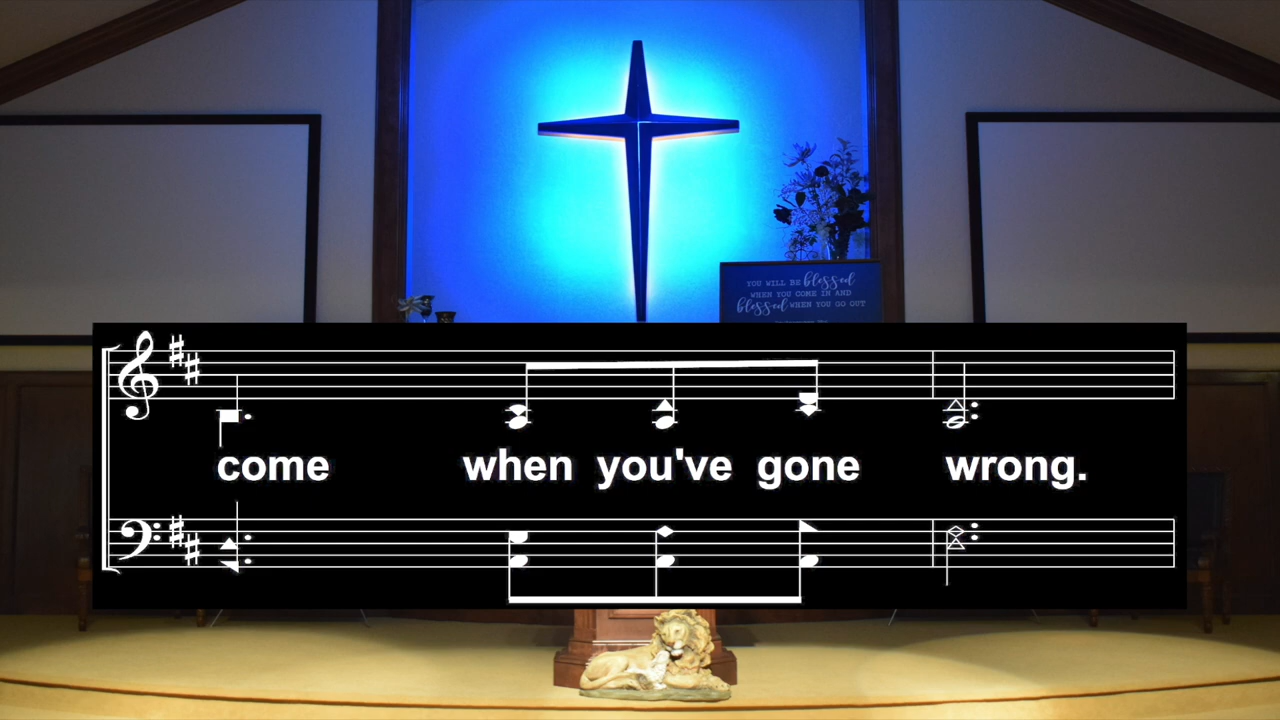 YOU WILL BE blessed
WHEN YOU COME IN AND
blessed WHEN YOU GO OUT
come when you've gone wrong.